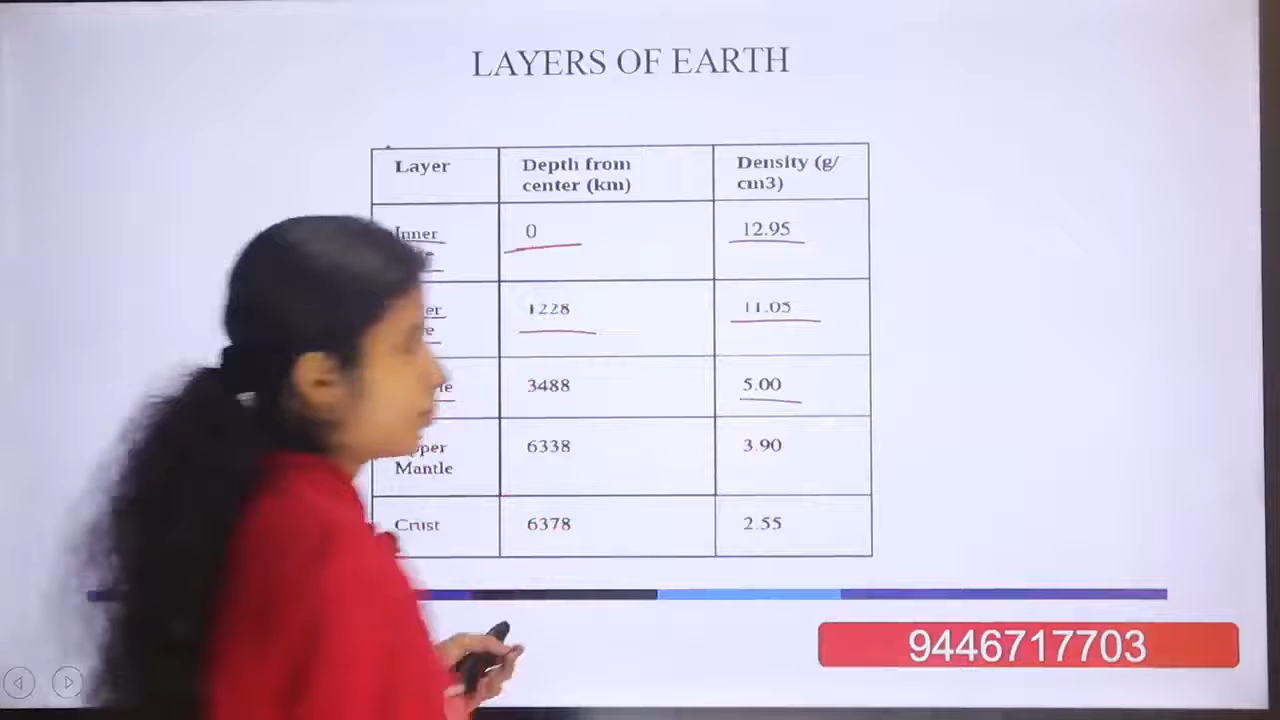 LAYERS OF EARTH
Layer
Depth from
center (km)
Density (g/
cm3)
Inner
0
12.95
1228
11.05
3488
5.00
6338
3.90
Mantle
Crust
6378
2.55
9446717703